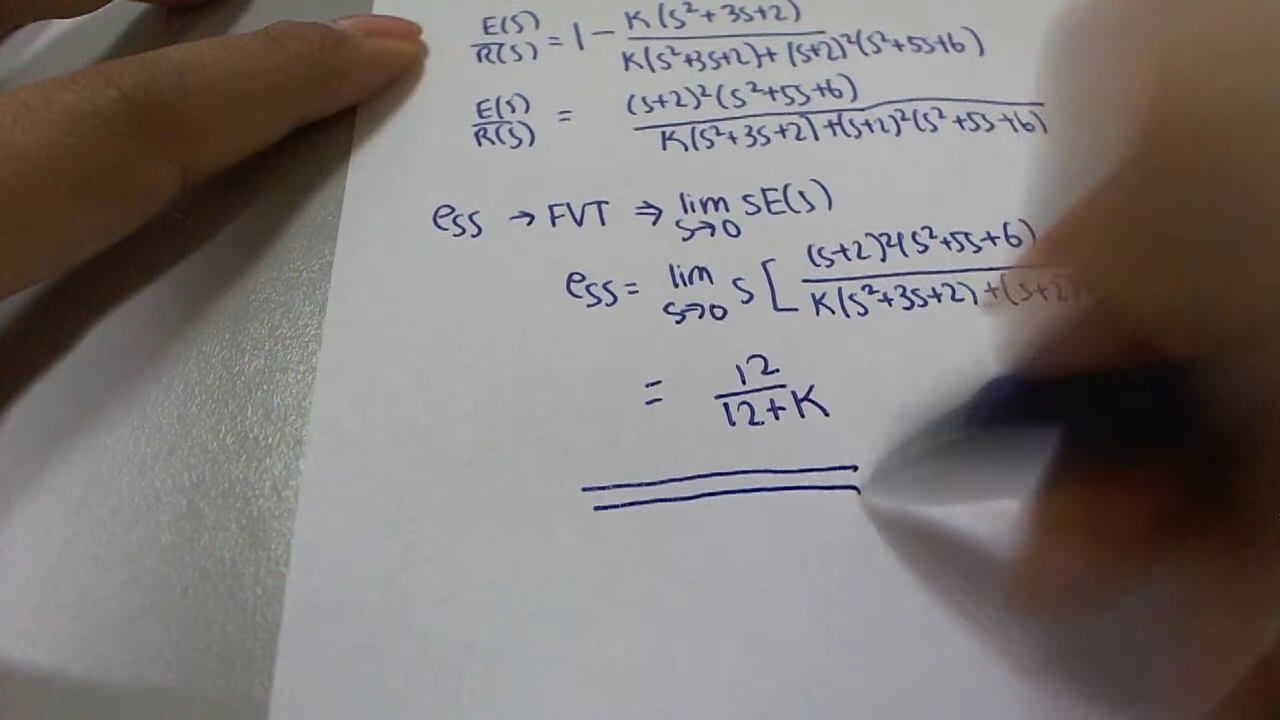 E(S)/R(S) = 1 - K(S²+3S+2)/K(S²+3S+2)+(S+2)²(S²+5S+6)
E(S)/R(S) = (S+2)²(S²+5S+6)/K(S²+3S+2)+(S+2)²(S²+5S+6)
ess → FVT ⇒ lim S→0 SE(S)
ess = lim S→0 S[(S+2)²(S²+5S+6)/K(S²+3S+2)+(S+2)
= 12/12+K